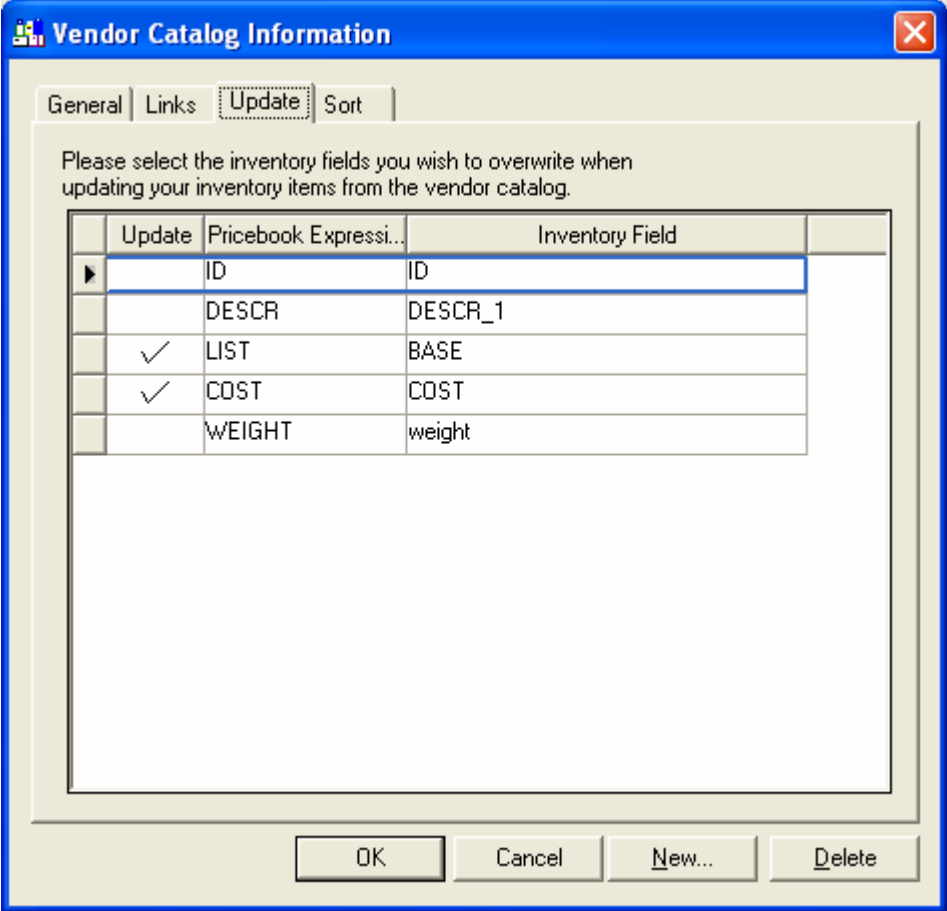 Vendor Catalog Information
General Links Update Sort
Please select the inventory fields you wish to overwrite when
updating your inventory items from the vendor catalog.
Update Pricebook Expressi... Inventory Field
ID ID
DESCR DESCR_1
LIST BASE
COST COST
WEIGHT weight
OK Cancel New... Delete